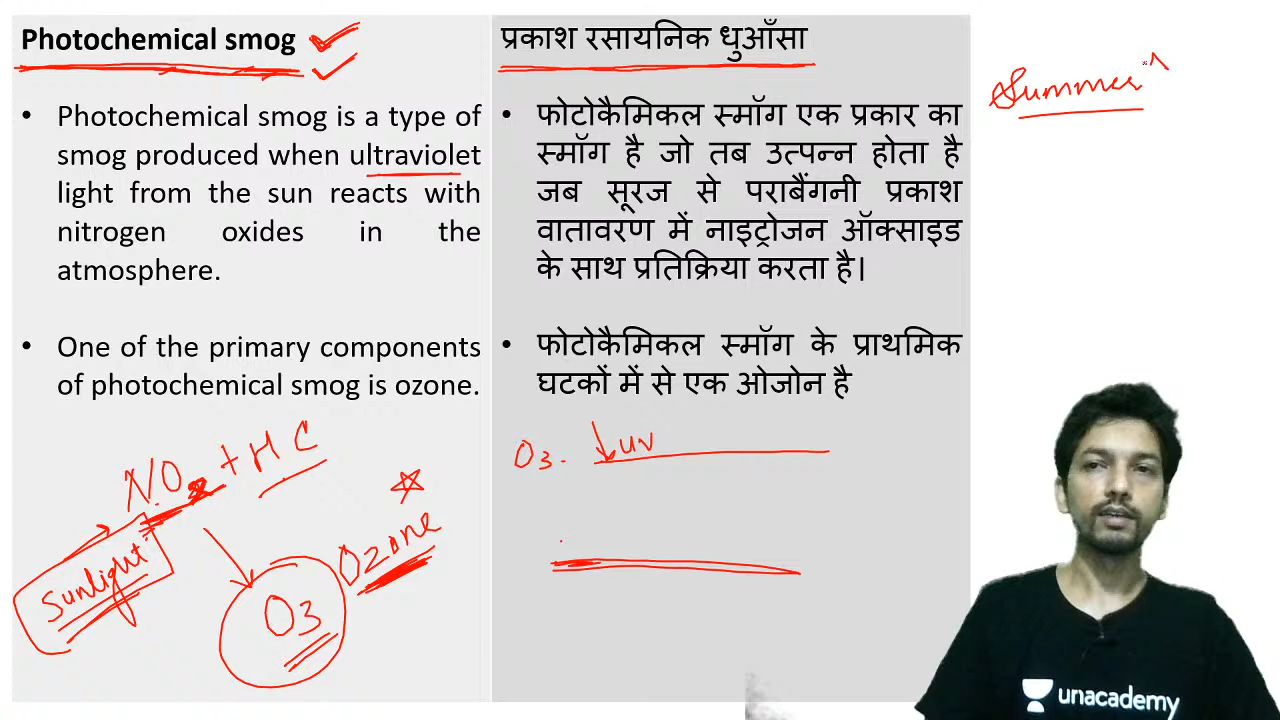 Photochemical smog
• Photochemical smog is a type of
smog produced when ultraviolet
light from the sun reacts with
nitrogen oxides in the
atmosphere.
• One of the primary components
of photochemical smog is ozone.
NO2 + HC
Sunlight
O3
Ozone
प्रकाश रसायनिक धुआँसा
• फोटोकैमिकल स्मॉग एक प्रकार का
स्मॉग है जो तब उत्पन्न होता है
जब सूरज से पराबैंगनी प्रकाश
वातावरण में नाइट्रोजन ऑक्साइड
के साथ प्रतिक्रिया करता है।
• फोटोकैमिकल स्मॉग के प्राथमिक
घटकों में से एक ओजोन है
O3. UV
Summer
unacademy